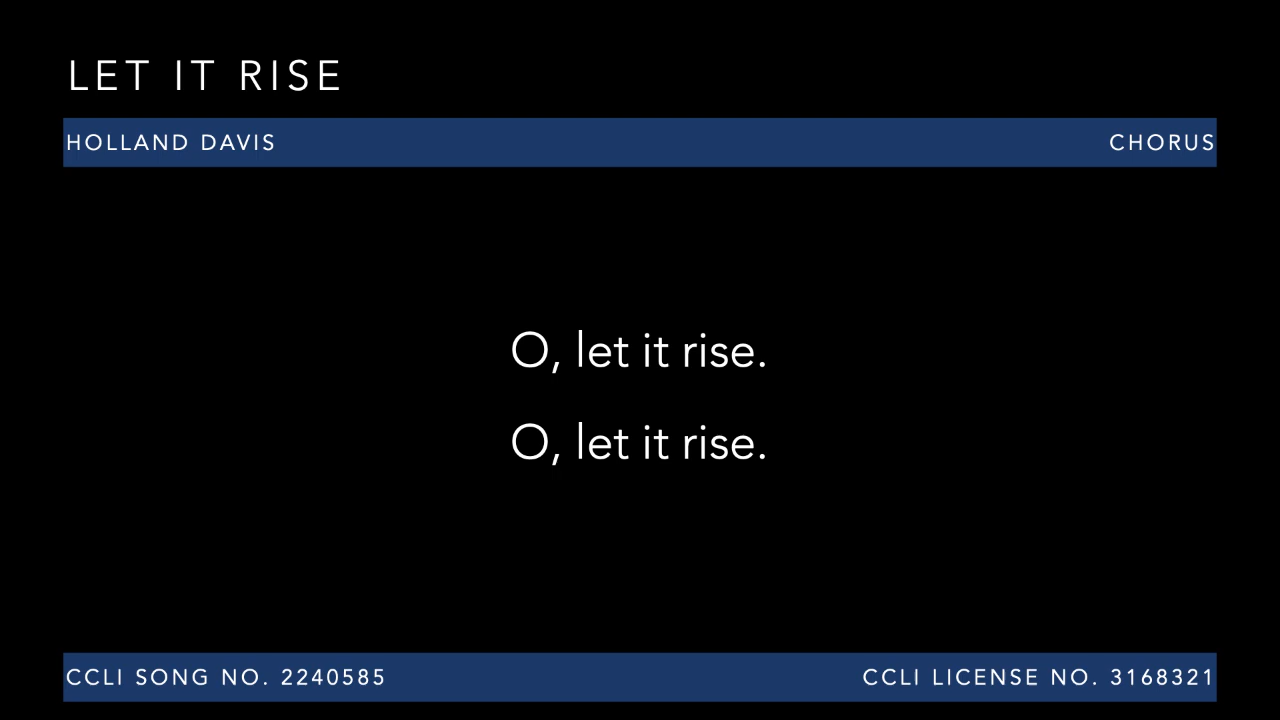 LET IT RISE
HOLLAND DAVIS CHORUS
O, let it rise.
O, let it rise.
CCLI SONG NO. 2240585 CCLI LICENSE NO. 3168321